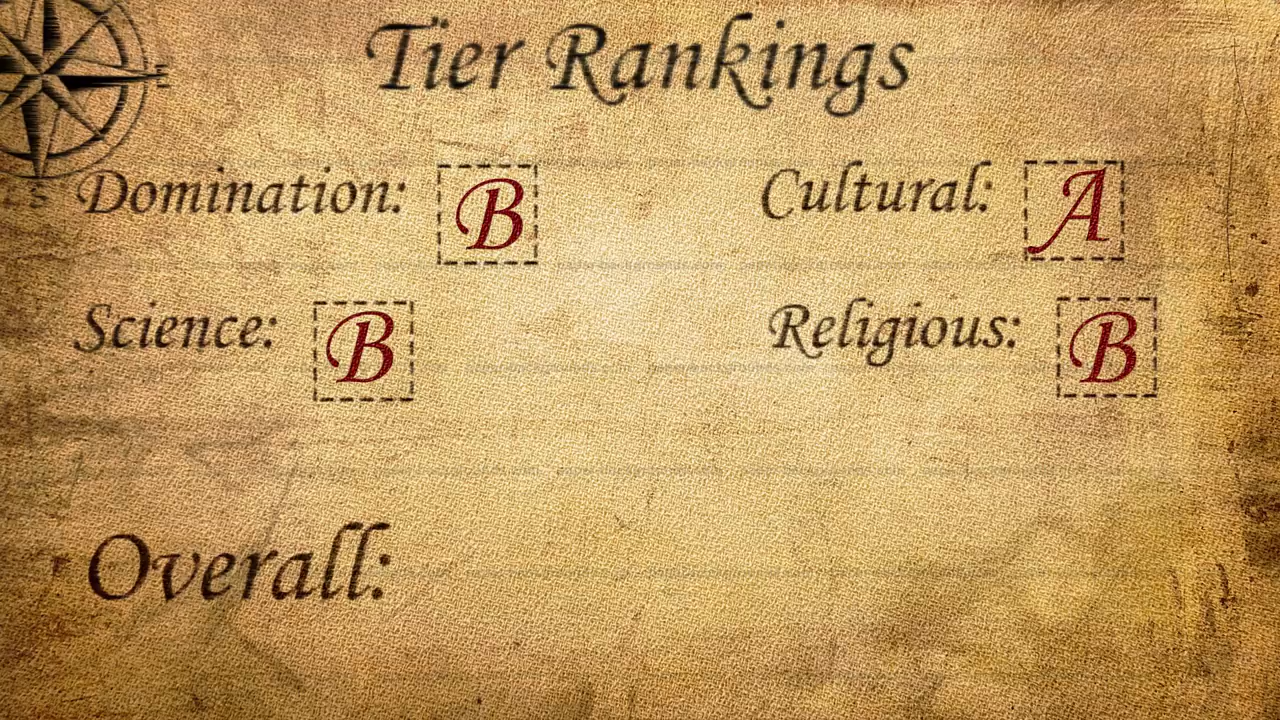 Tier Rankings
Domination: B Cultural: A
Science: B Religious: B
Overall: